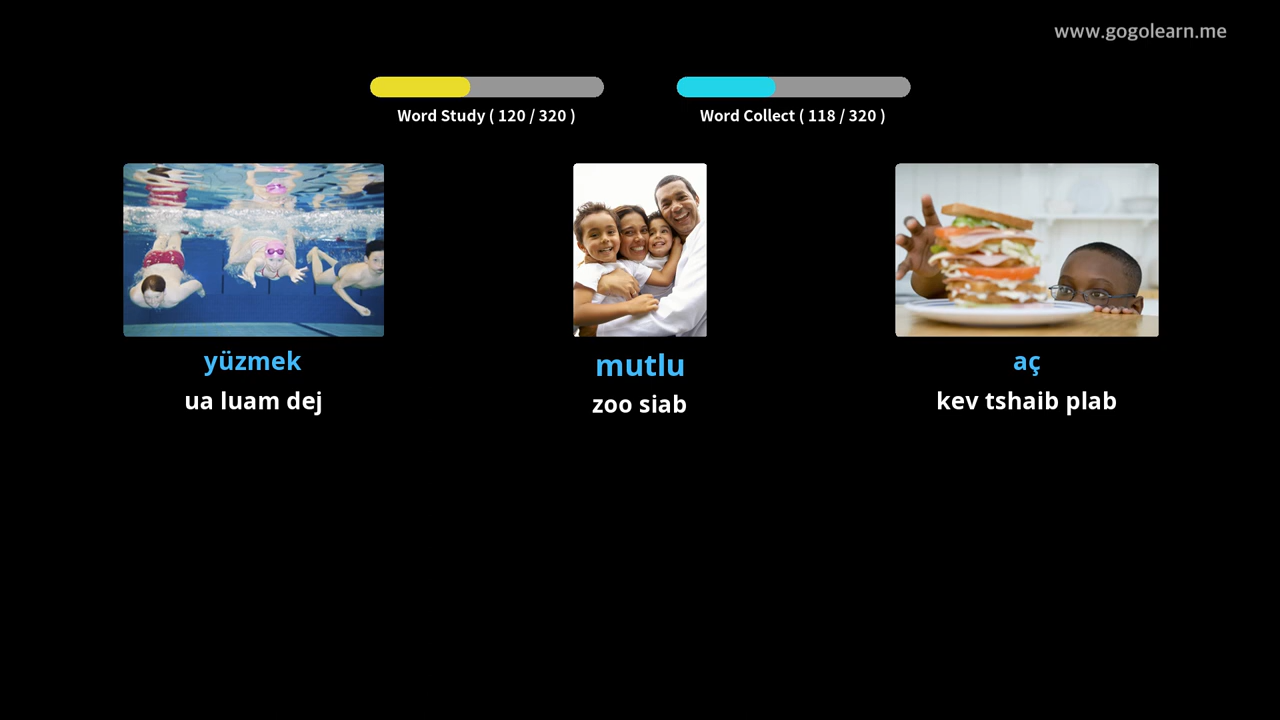 www.gogolearn.me
Word Study ( 120 / 320 )
Word Collect ( 118 / 320 )
yüzmek
ua luam dej
mutlu
zoo siab
aç
kev tshaib plab